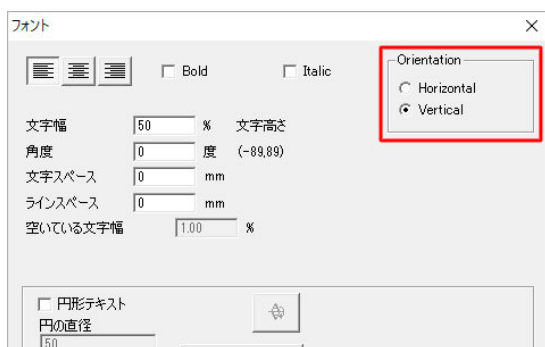 フォント
Bold
Italic
Orientation
Horizontal
Vertical
文字幅 50 % 文字高さ
角度 0 度 (-89,89)
文字スペース 0 mm
ラインスペース 0 mm
空いている文字幅 1.00 %
円形テキスト
円の直径
50